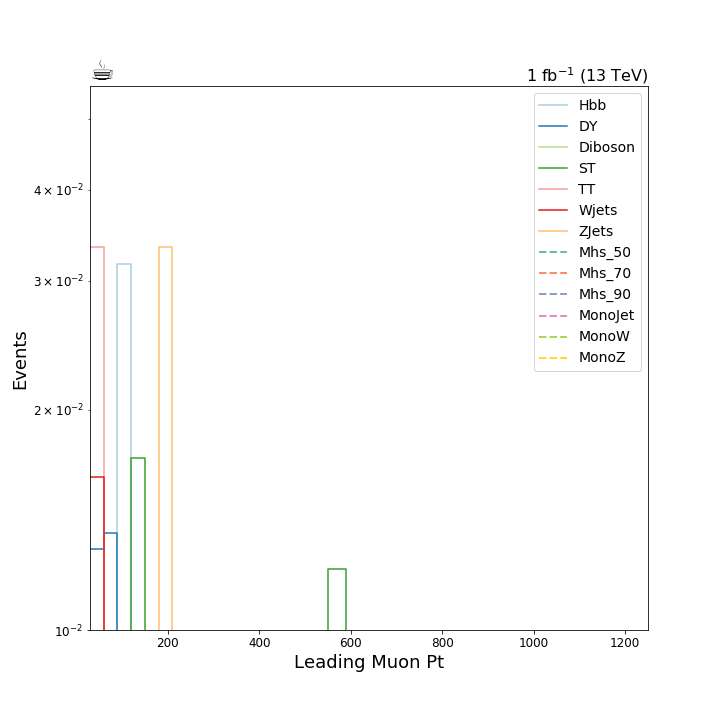 ☕ 1 fb⁻¹ (13 TeV)
Hbb
DY
Diboson
ST
TT
Wjets
ZJets
Mhs_50
Mhs_70
Mhs_90
MonoJet
MonoW
MonoZ
4 × 10⁻²
3 × 10⁻²
2 × 10⁻²
10⁻²
Events
200 400 600 800 1000 1200
Leading Muon Pt